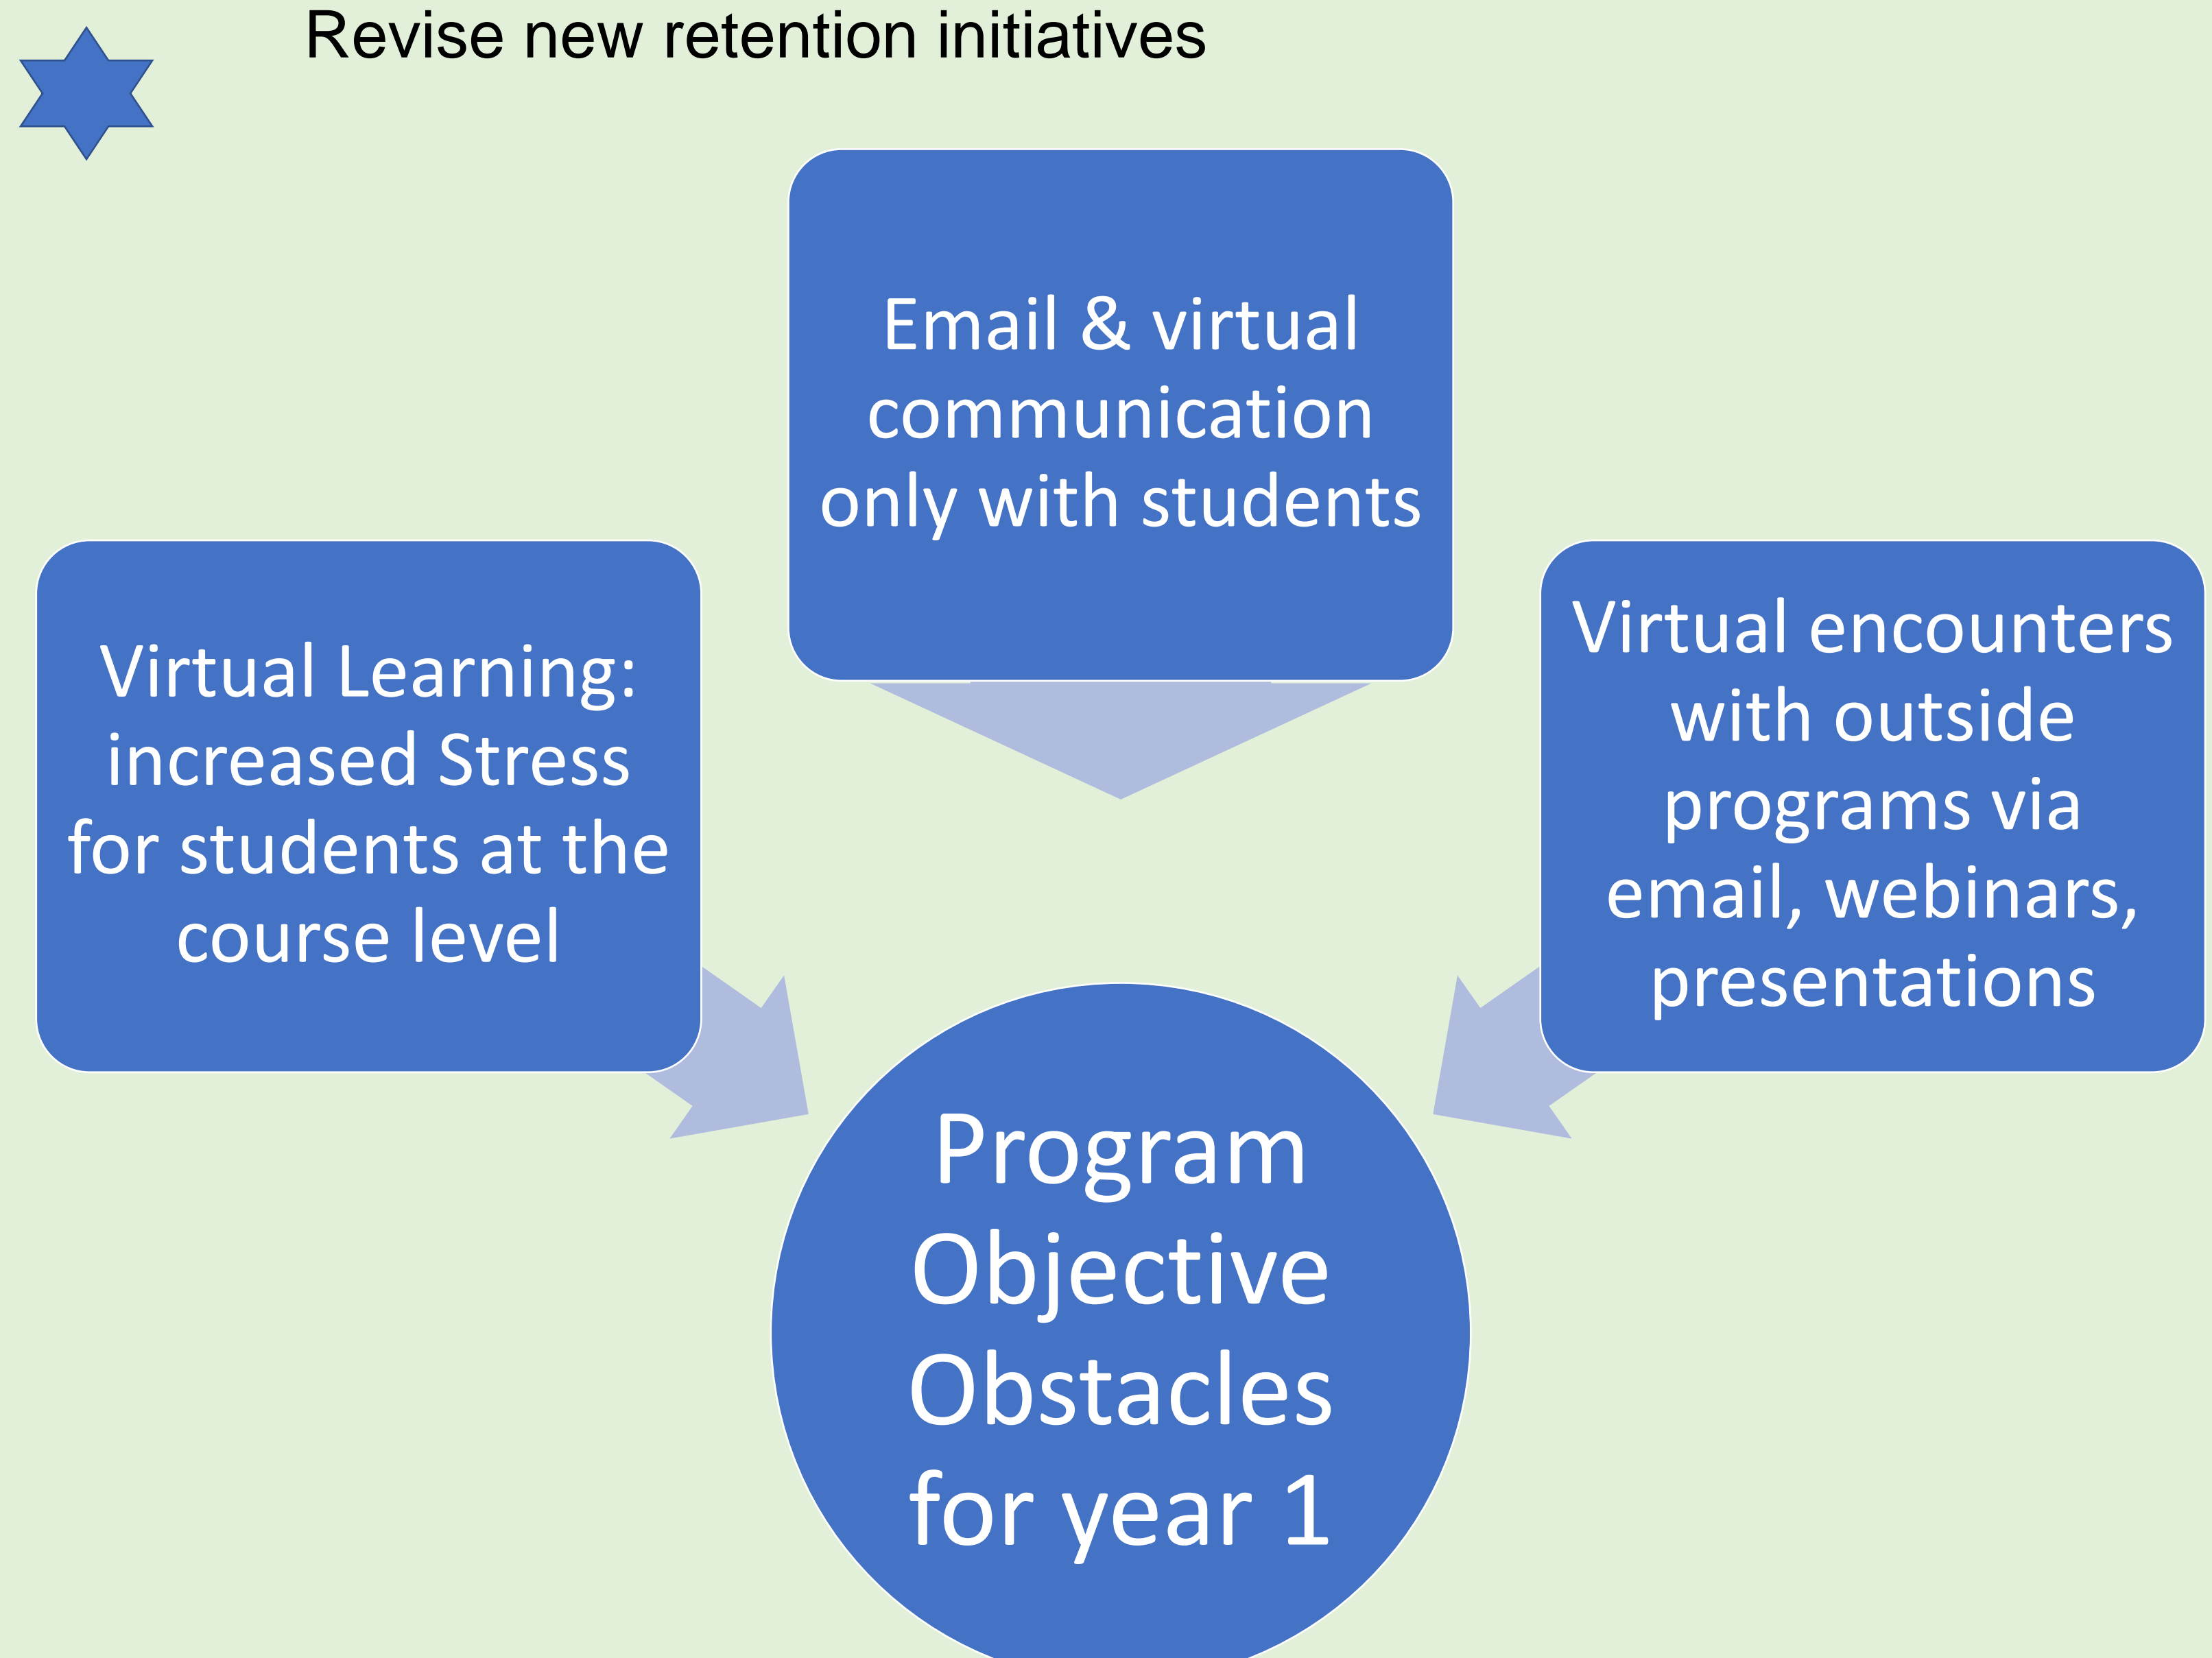 Revise new retention initiatives
Email & virtual
communication
only with students
Virtual Learning:
increased Stress
for students at the
course level
Virtual encounters
with outside
programs via
email, webinars,
presentations
Program
Objective
Obstacles
for year 1